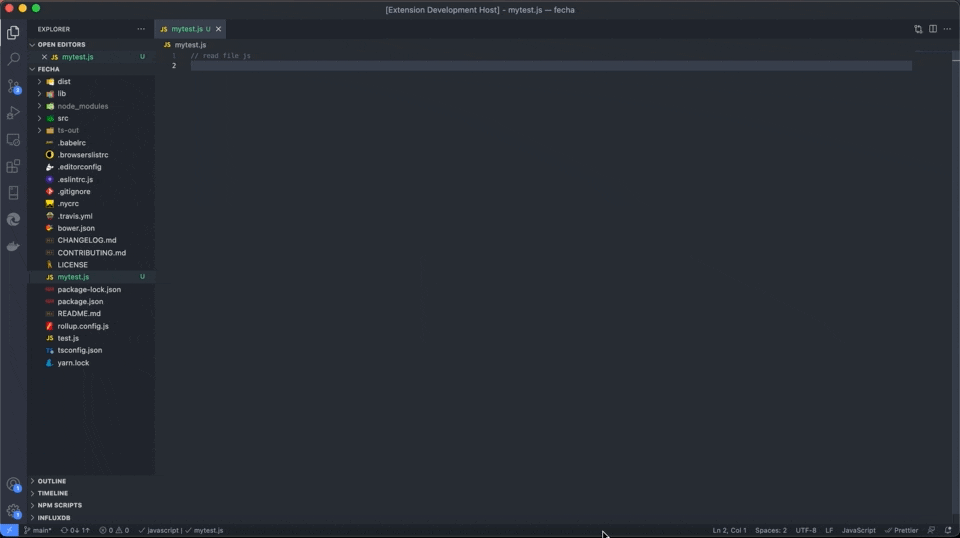 [Extension Development Host] - mytest.js — fecha
EXPLORER
mytest.js U
OPEN EDITORS
JS mytest.js U
FECHA
dist
lib
node_modules
src
ts-out
.babelrc
.browserslistrc
.editorconfig
.eslintrc.js
.gitignore
.nycrc
.travis.yml
bower.json
CHANGELOG.md
CONTRIBUTING.md
LICENSE
JS mytest.js U
package-lock.json
package.json
README.md
rollup.config.js
JS test.js
tsconfig.json
yarn.lock
OUTLINE
TIMELINE
NPM SCRIPTS
INFLUXDB
JS mytest.js U
JS mytest.js
1 // read file js
2
main* 0↓ 1↑ 0 0 javascript | mytest.js
Ln 2, Col 1 Spaces: 2 UTF-8 LF JavaScript Prettier